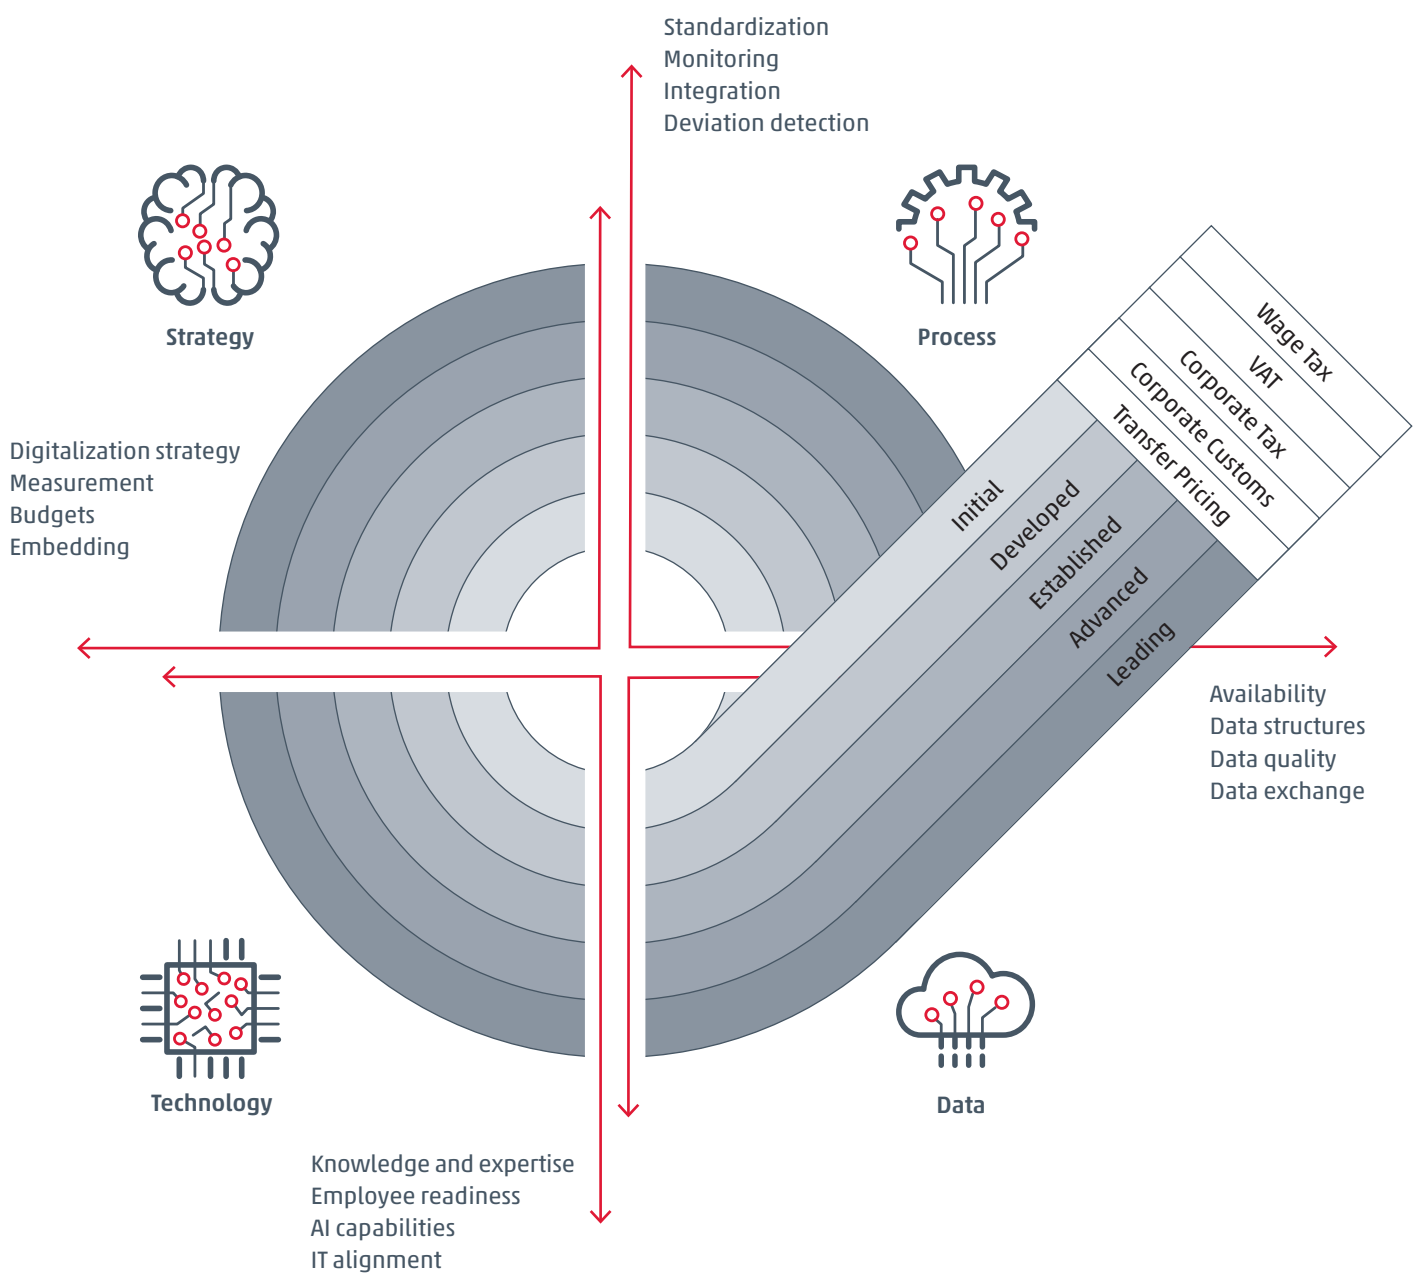 Standardization
Monitoring
Integration
Deviation detection
Strategy
Process
Digitalization strategy
Measurement
Budgets
Embedding
Wage Tax
VAT
Corporate Tax
Corporate Customs
Transfer Pricing
Initial
Developed
Established
Advanced
Leading
Availability
Data structures
Data quality
Data exchange
Technology
Data
Knowledge and expertise
Employee readiness
AI capabilities
IT alignment